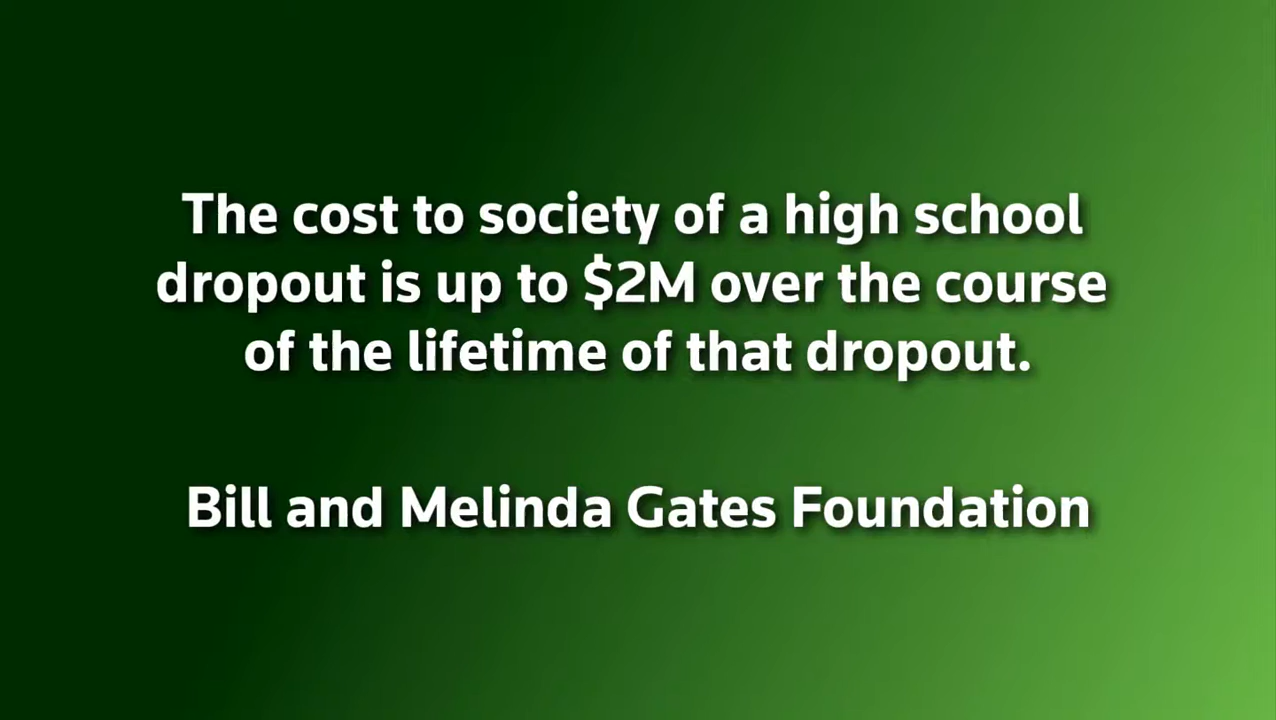 The cost to society of a high school
dropout is up to $2M over the course
of the lifetime of that dropout.
Bill and Melinda Gates Foundation